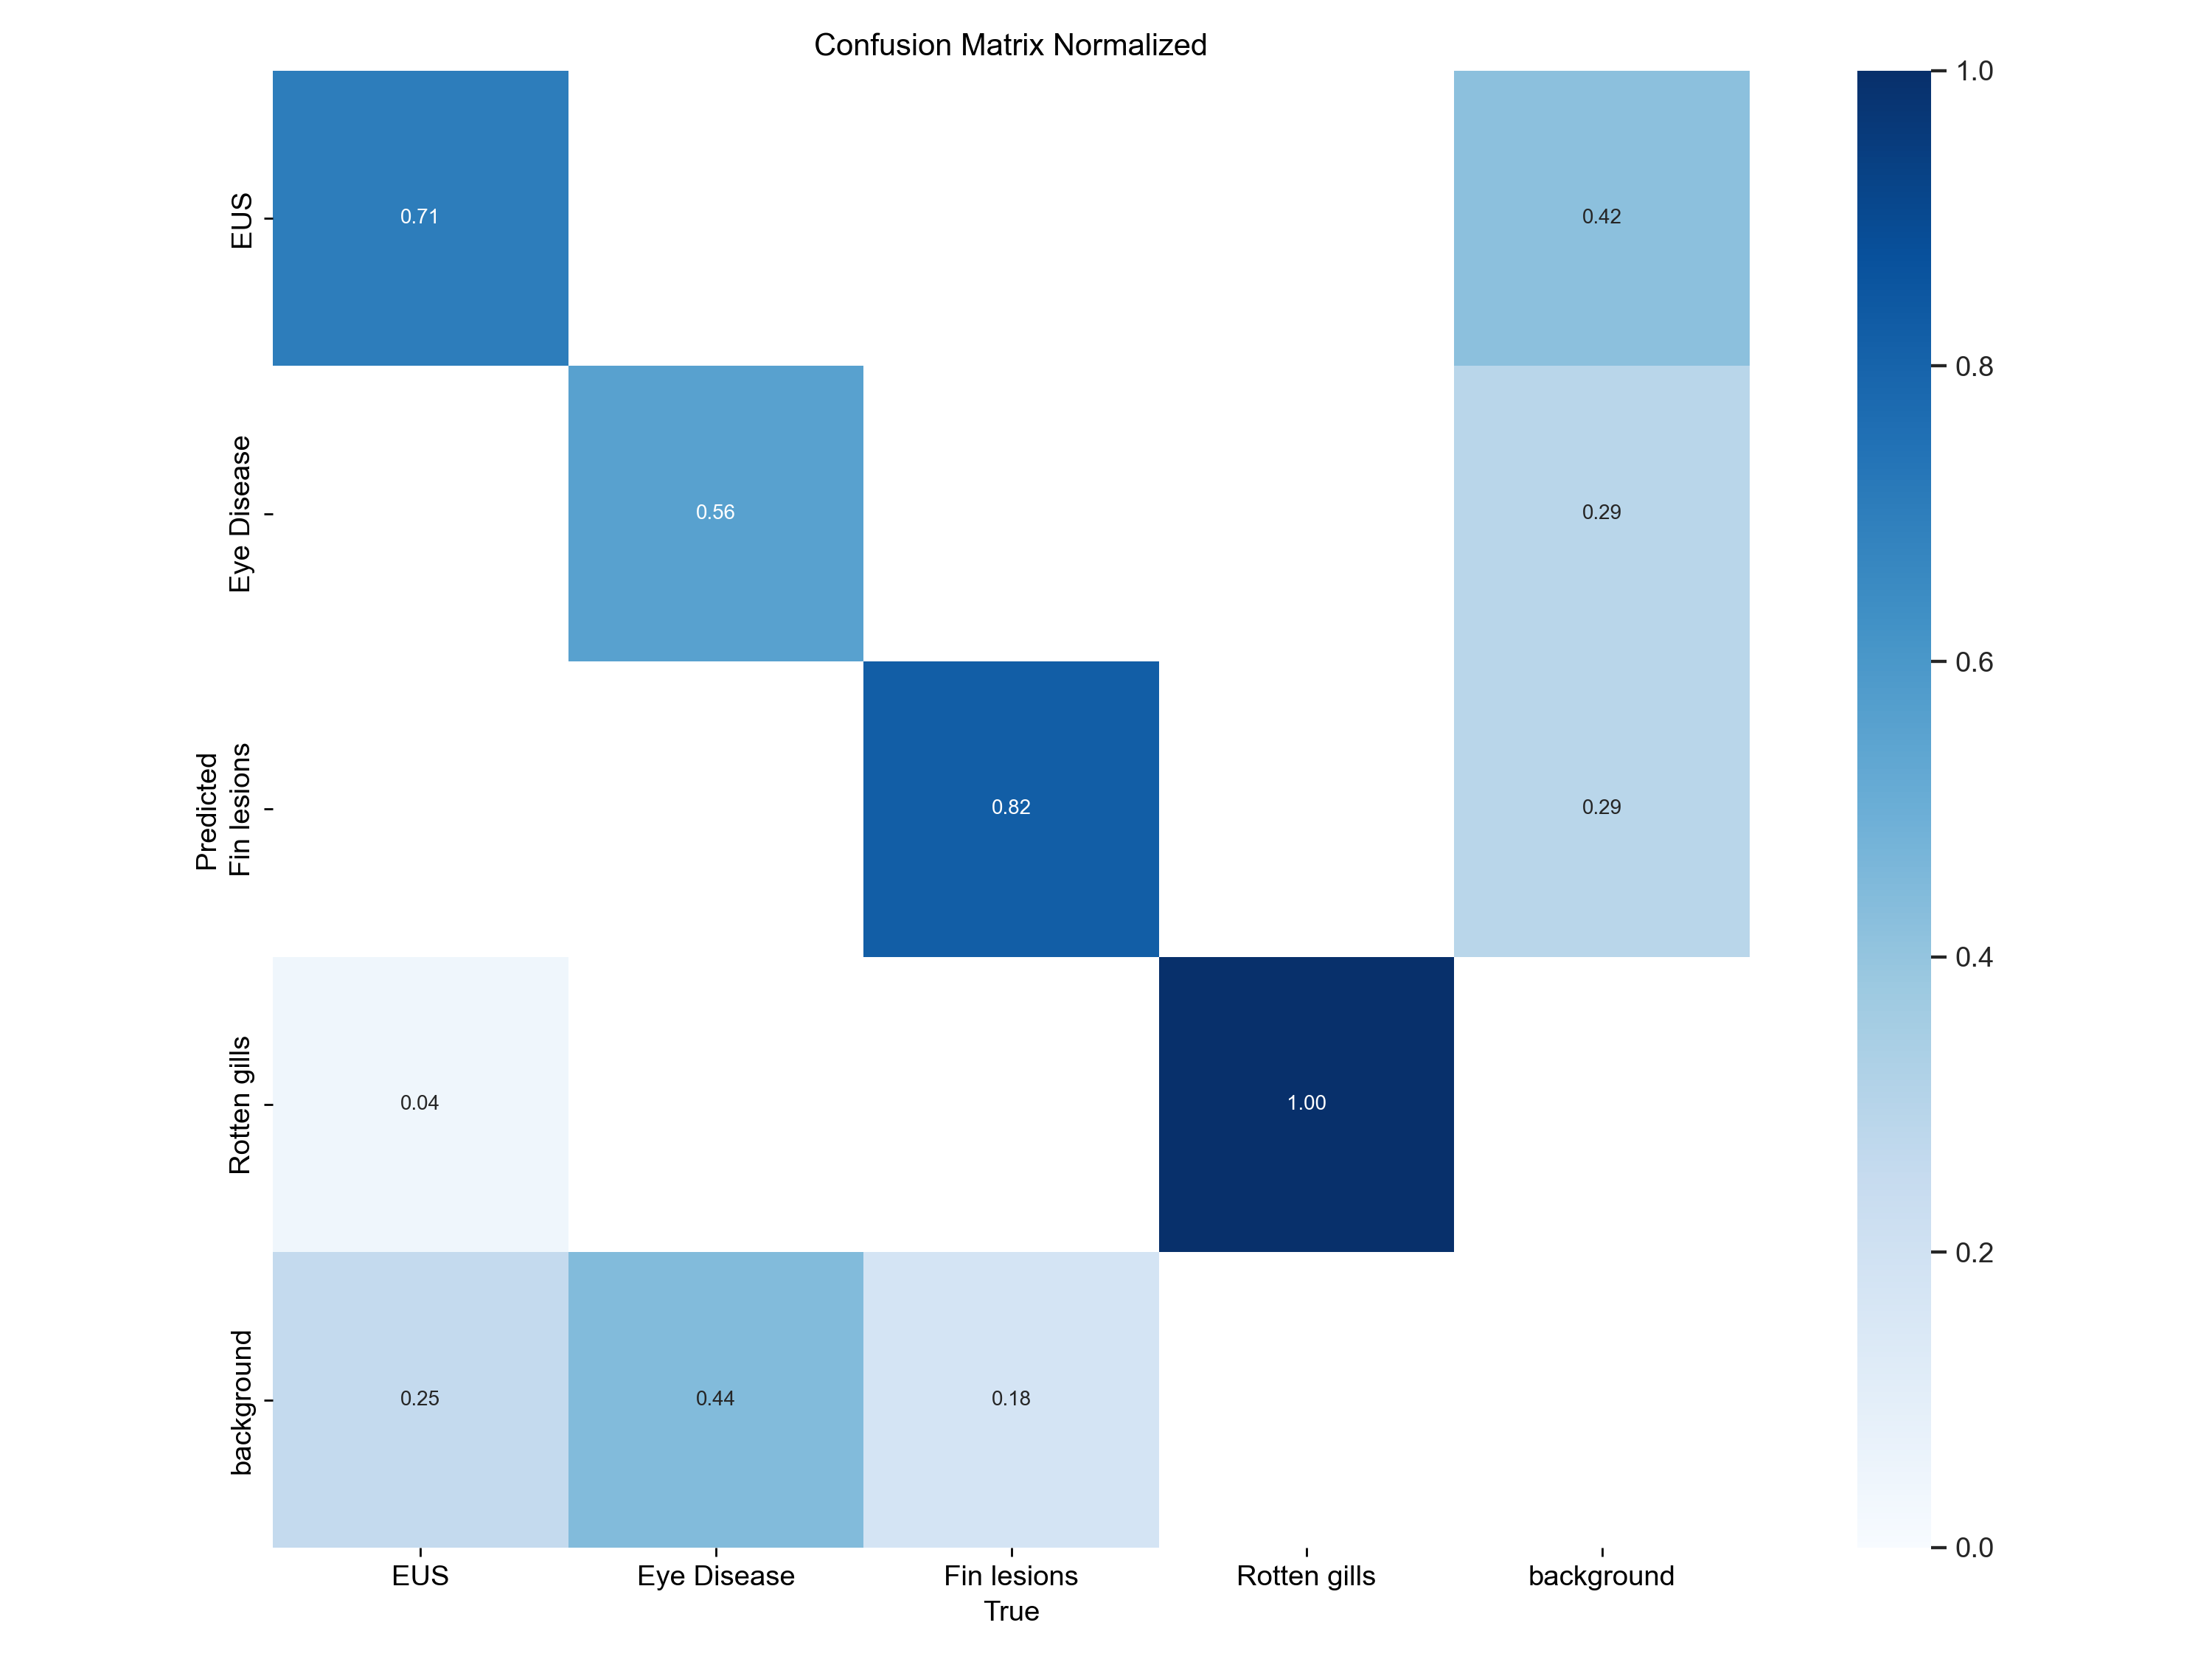 Confusion Matrix Normalized
EUS
Eye Disease
Fin lesions
Rotten gills
background
Predicted
0.71
0.42
0.56
0.29
0.82
0.29
0.04
1.00
0.25
0.44
0.18
EUS
Eye Disease
Fin lesions
Rotten gills
background
True
1.0
0.8
0.6
0.4
0.2
0.0